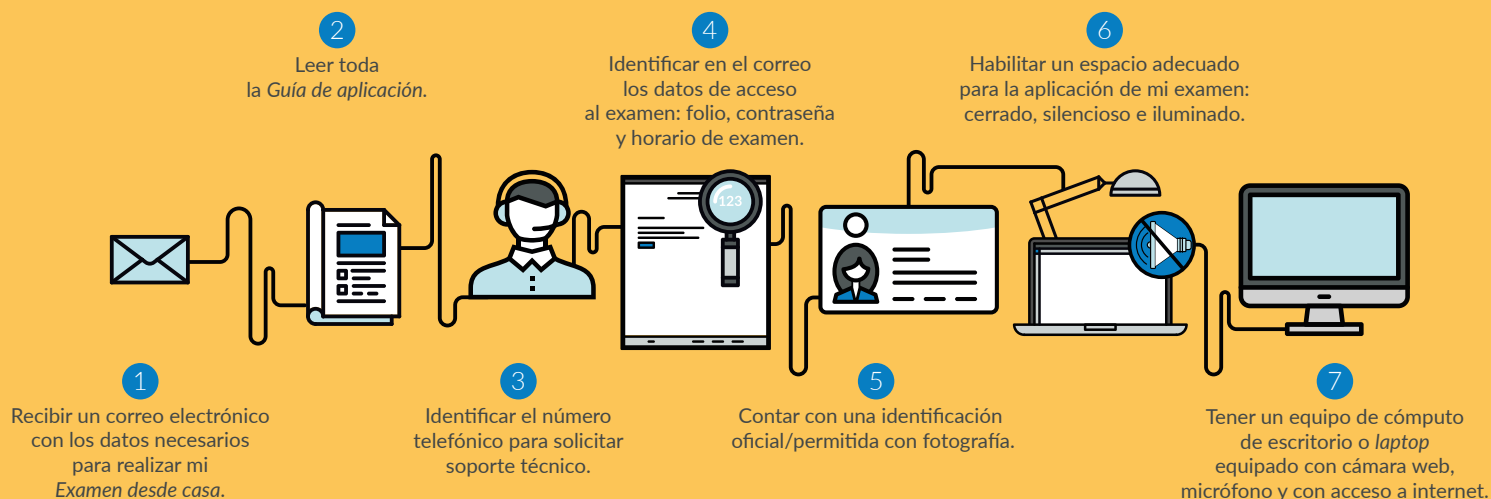 1
Recibir un correo electrónico
con los datos necesarios
para realizar mi
Examen desde casa.
2
Leer toda
la Guía de aplicación.
3
Identificar el número
telefónico para solicitar
soporte técnico.
4
Identificar en el correo
los datos de acceso
al examen: folio, contraseña
y horario de examen.
123
5
Contar con una identificación
oficial/permitida con fotografía.
6
Habilitar un espacio adecuado
para la aplicación de mi examen:
cerrado, silencioso e iluminado.
7
Tener un equipo de cómputo
de escritorio o laptop
equipado con cámara web,
micrófono y con acceso a internet.